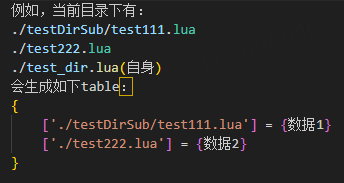 例如，当前目录下有：
./testDirSub/test111.lua
./test222.lua
./test_dir.lua(自身)
会生成如下table：
{
    ['./testDirSub/test111.lua'] = {数据1}
    ['./test222.lua'] = {数据2}
}